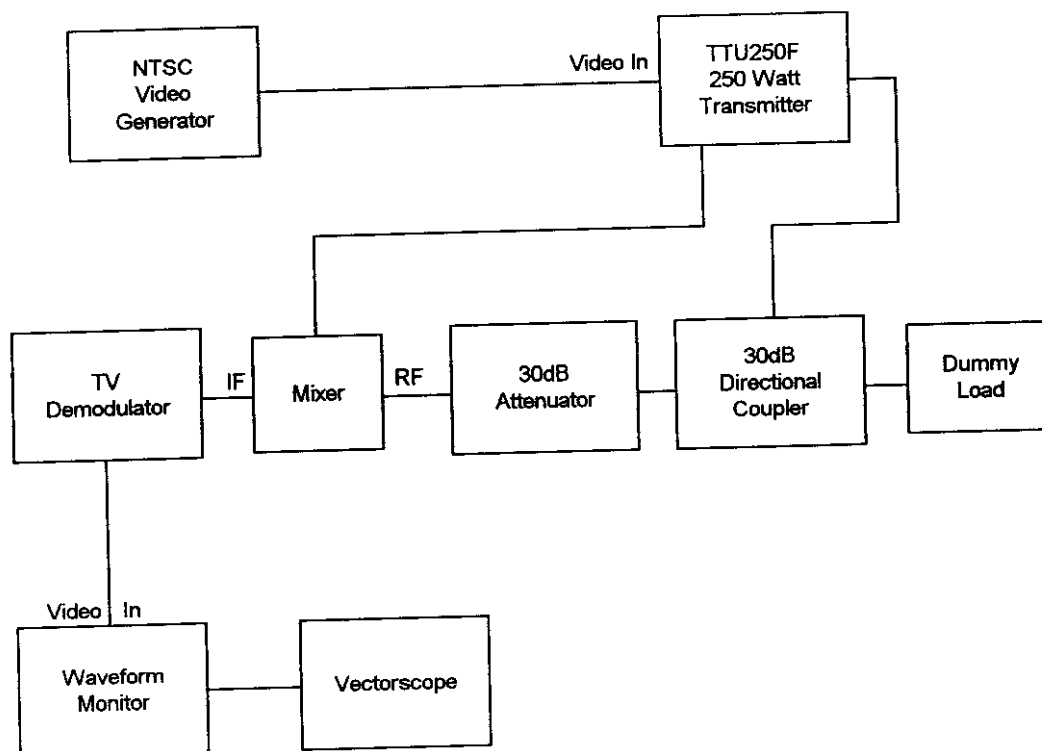 NTSC
Video
Generator
Video In
TTU250F
250 Watt
Transmitter
TV
Demodulator
IF
Mixer
RF
30dB
Attenuator
30dB
Directional
Coupler
Dummy
Load
Video In
Waveform
Monitor
Vectorscope